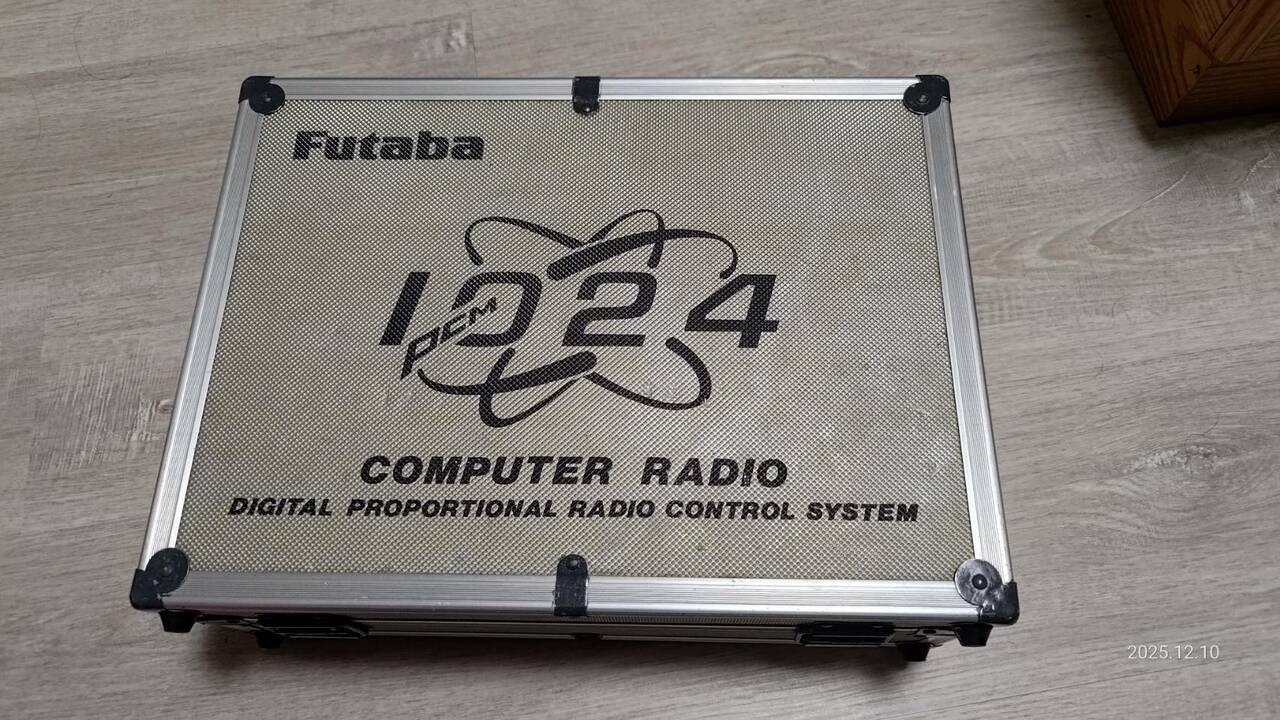 Futaba
1024
PCM
COMPUTER RADIO
DIGITAL PROPORTIONAL RADIO CONTROL SYSTEM
2025.12.10